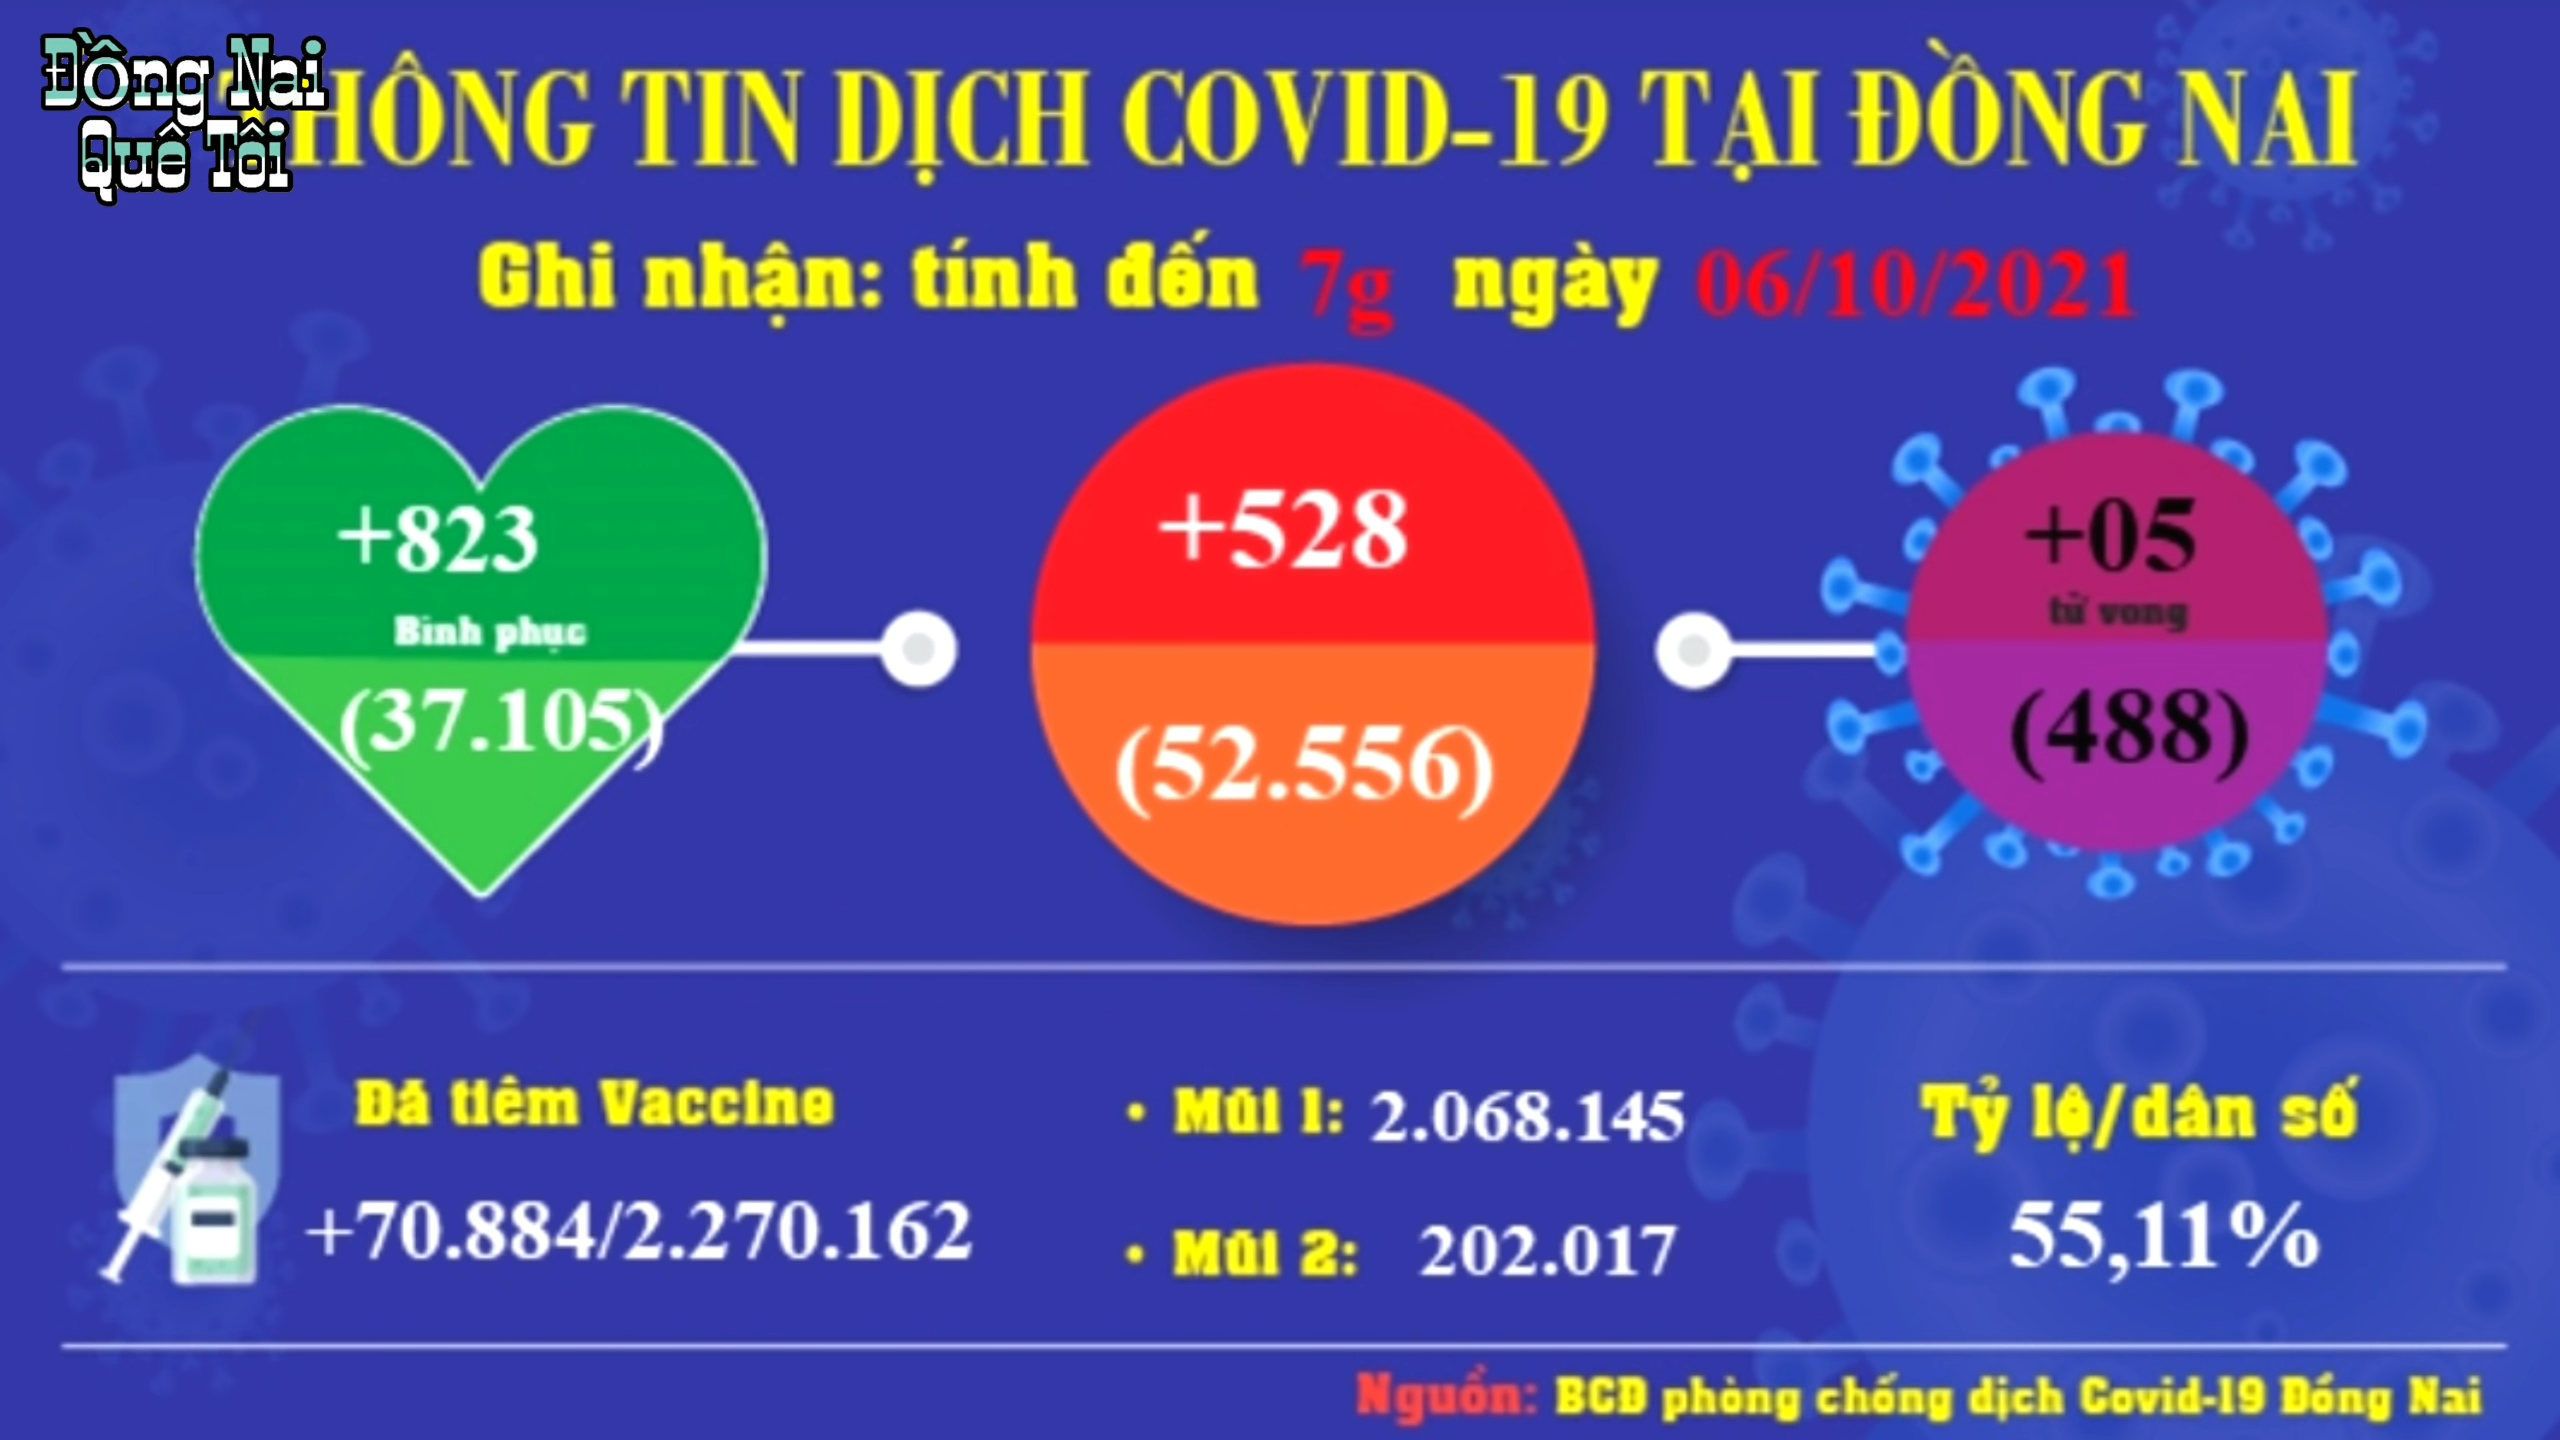 Đồng Nai
Quê Tôi
THÔNG TIN DỊCH COVID-19 TẠI ĐỒNG NAI
Ghi nhận: tính đến 7g ngày 06/10/2021
+823
Bình phục
(37.105)
+528
(52.556)
+05
tử vong
(488)
Đã tiêm Vaccine
+70.884/2.270.162
• Mũi 1: 2.068.145
• Mũi 2: 202.017
Tỷ lệ/dân số
55,11%
Nguồn: BCĐ phòng chống dịch Covid-19 Đồng Nai